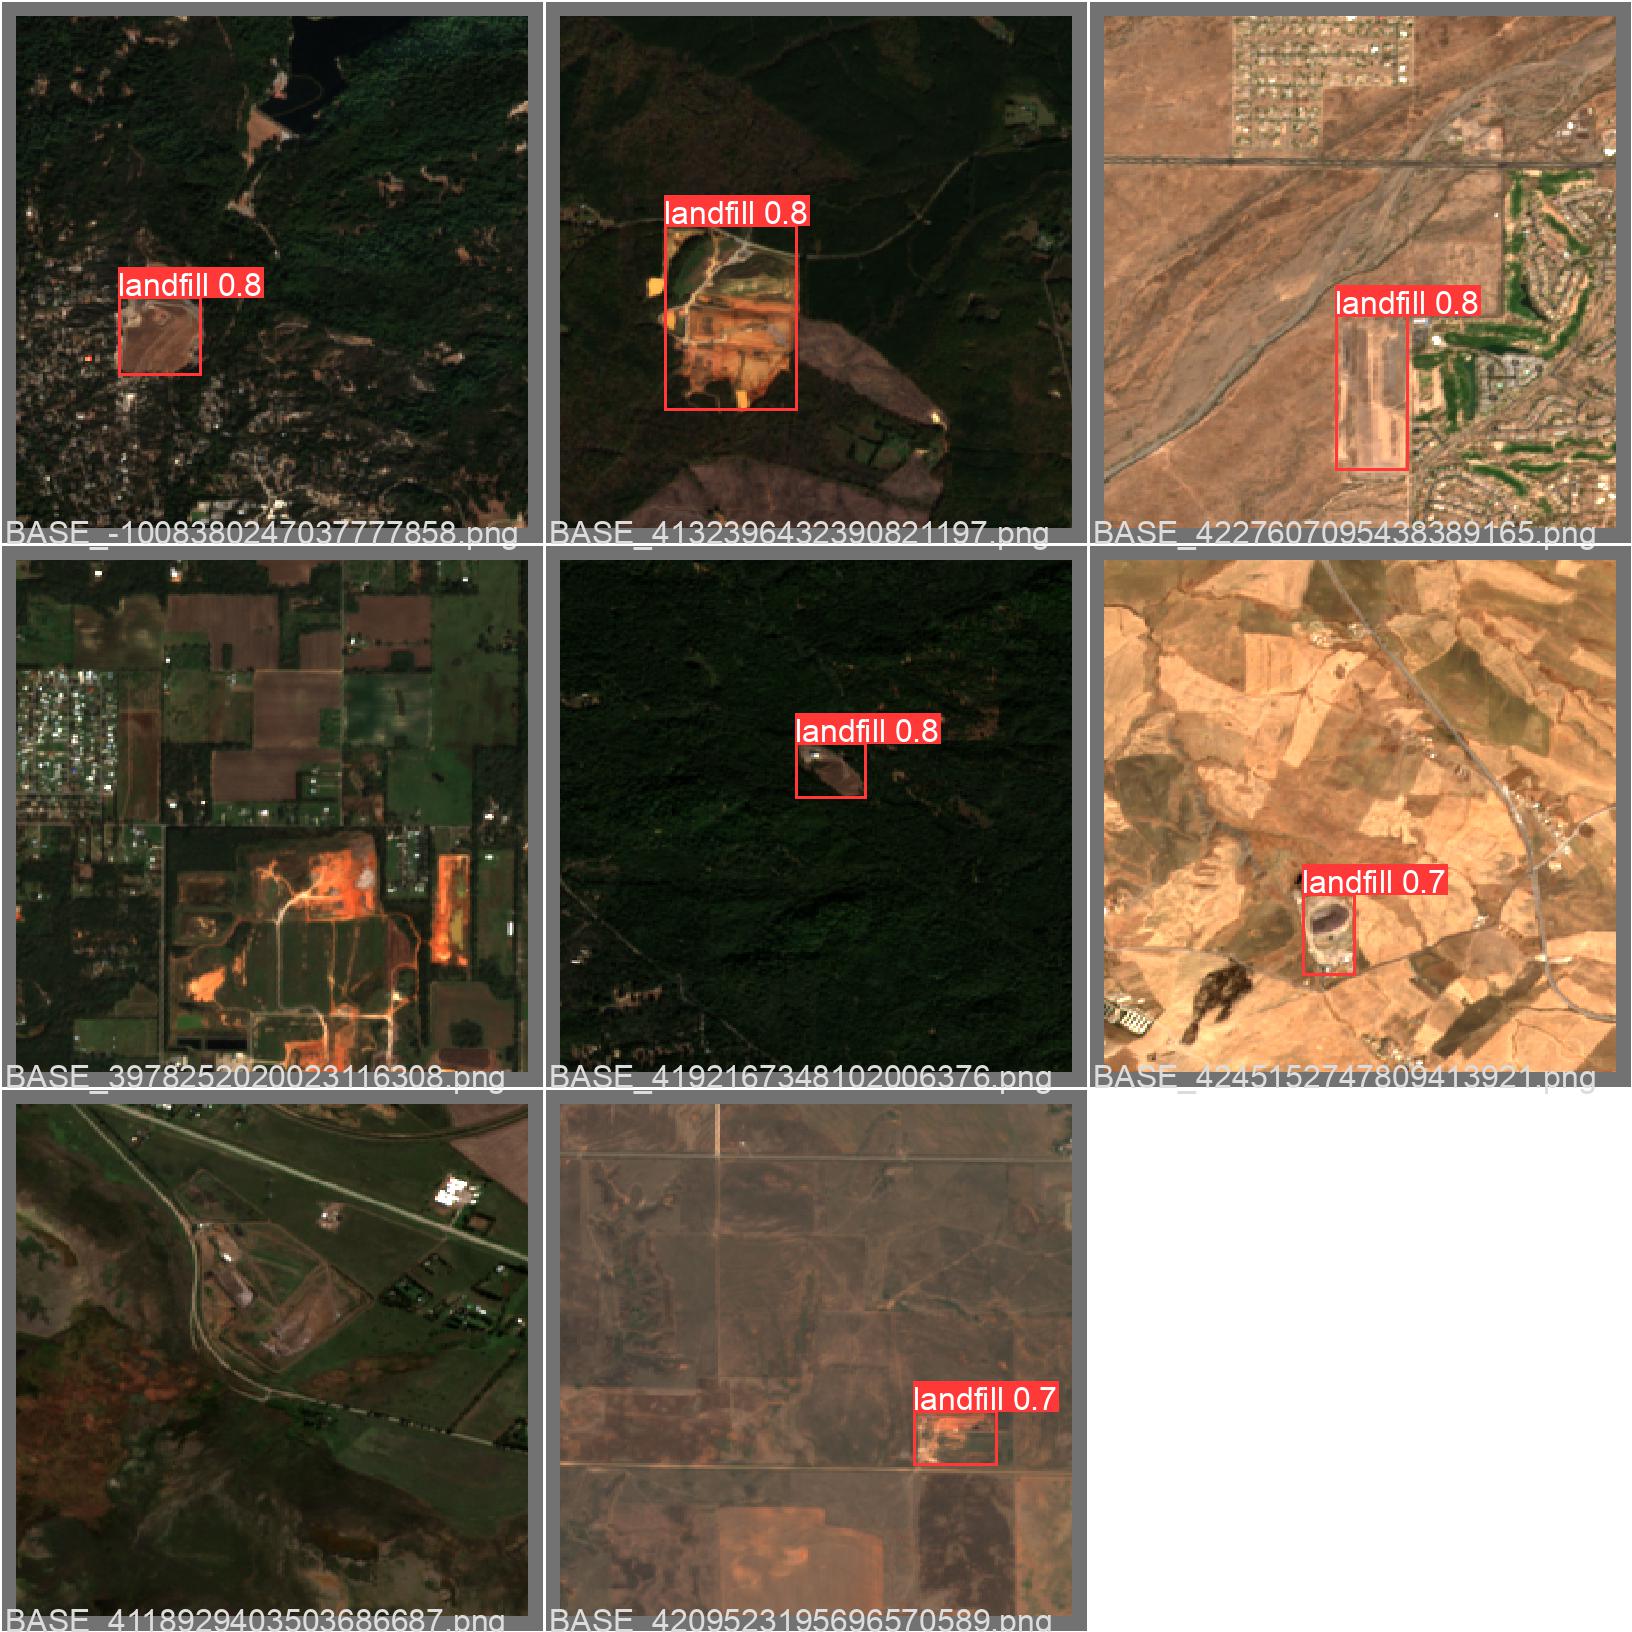 landfill 0.8
BASE_-1008380247037777858.png
landfill 0.8
BASE_4132396432390821197.png
landfill 0.8
BASE_4227607095438389165.png
BASE_3978252020023116308.png
landfill 0.8
BASE_4192167348102006376.png
landfill 0.7
BASE_4245152747809413921.png
BASE_4118929403503686687.png
landfill 0.7
BASE_4209523195696570589.png